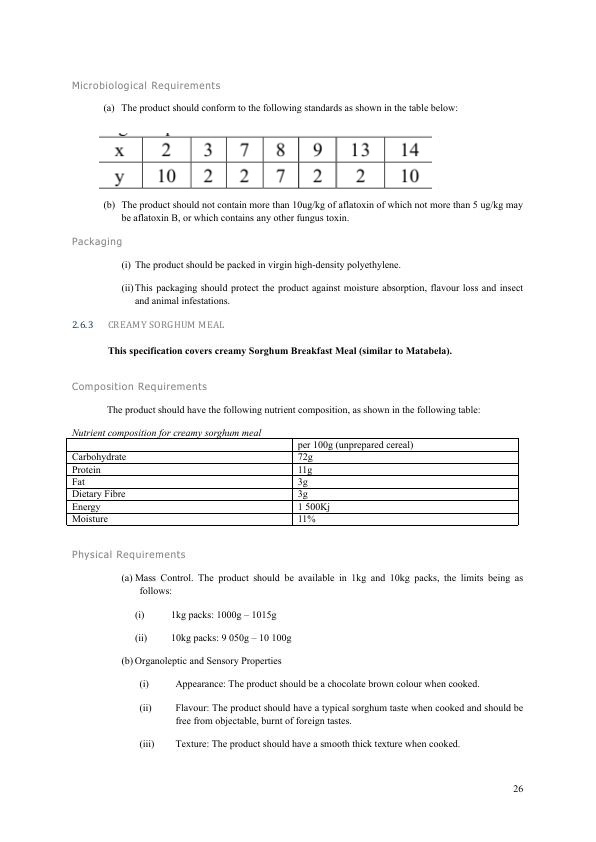 Microbiological Requirements
(a) The product should conform to the following standards as shown in the table below:
x 2 3 7 8 9 13 14
y 10 2 2 7 2 2 10
(b) The product should not contain more than 10ug/kg of aflatoxin of which not more than 5 ug/kg may
be aflatoxin B, or which contains any other fungus toxin.
Packaging
(i) The product should be packed in virgin high-density polyethylene.
(ii) This packaging should protect the product against moisture absorption, flavour loss and insect
and animal infestations.
2.6.3 CREAMY SORGHUM MEAL
This specification covers creamy Sorghum Breakfast Meal (similar to Matabela).
Composition Requirements
The product should have the following nutrient composition, as shown in the following table:
Nutrient composition for creamy sorghum meal
per 100g (unprepared cereal)
Carbohydrate 72g
Protein 11g
Fat 3g
Dietary Fibre 3g
Energy 1 500Kj
Moisture 11%
Physical Requirements
(a) Mass Control. The product should be available in 1kg and 10kg packs, the limits being as
follows:
(i) 1kg packs: 1000g – 1015g
(ii) 10kg packs: 9 050g – 10 100g
(b) Organoleptic and Sensory Properties
(i) Appearance: The product should be a chocolate brown colour when cooked.
(ii) Flavour: The product should have a typical sorghum taste when cooked and should be
free from objectable, burnt of foreign tastes.
(iii) Texture: The product should have a smooth thick texture when cooked.
26